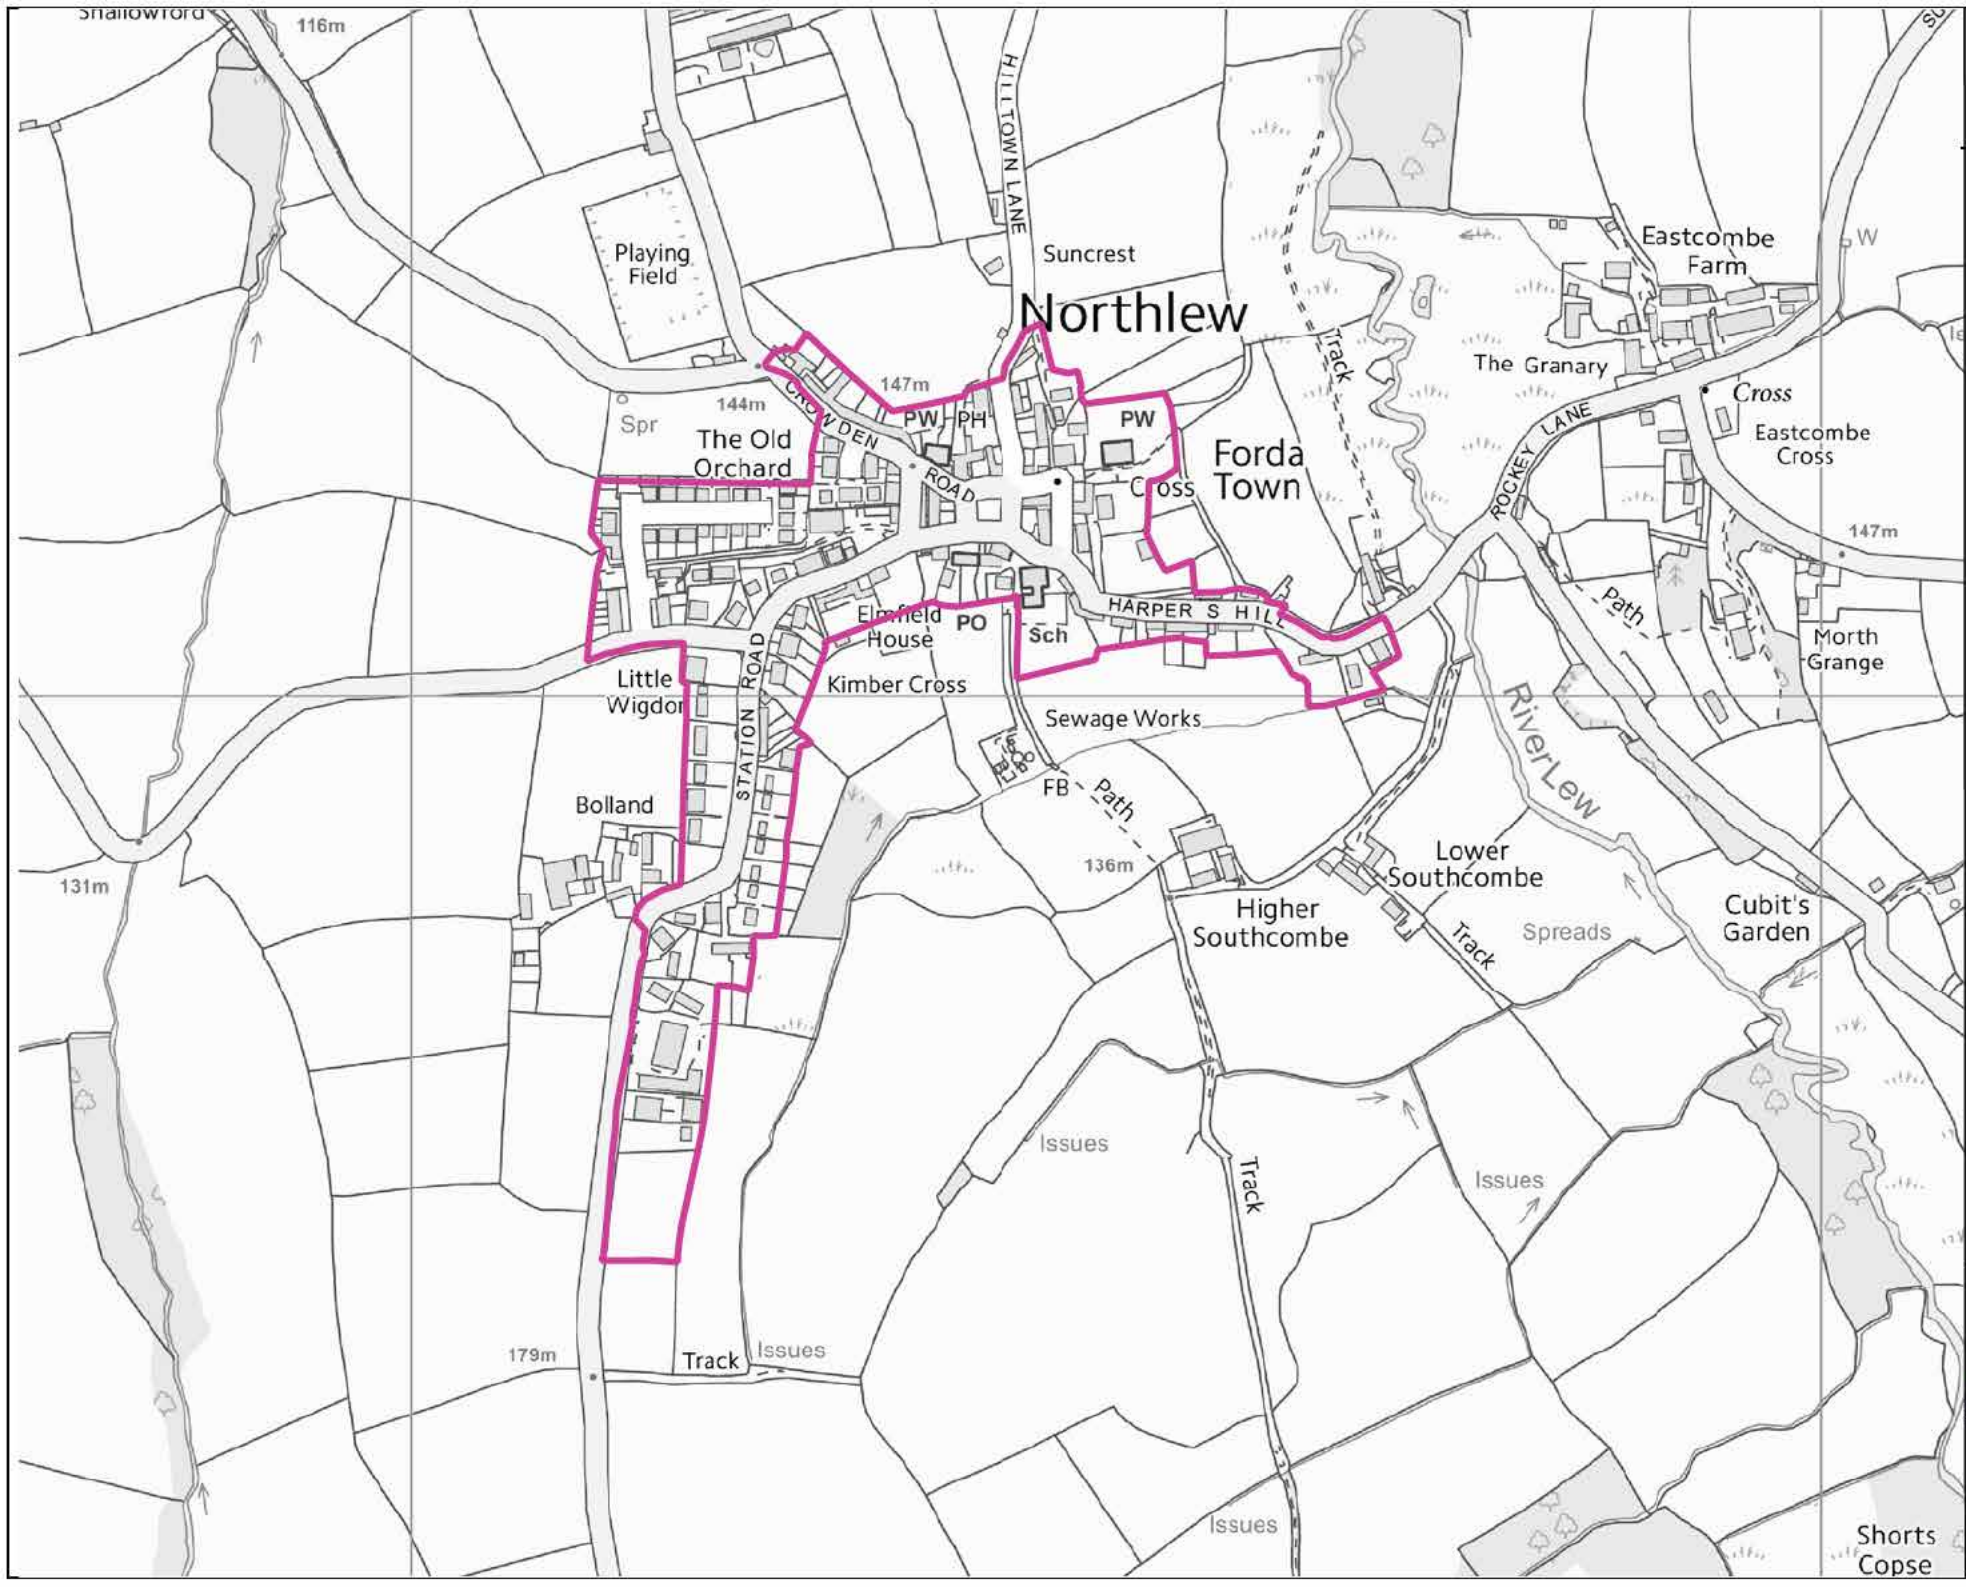 Shallowford
116m
HILLTOWN LANE
Playing
Field
Suncrest
Northlew
Eastcombe
Farm
W
Track
The Granary
Cross
147m
144m
Spr
CROWDEN
ROAD
PW
PH
PW
The Old
Orchard
Forda
Town
Cross
ROCKEY LANE
Eastcombe
Cross
147m
Path
HARPER S HILL
Elmfield
House
PO
Sch
Morth
Grange
Little
Wigdon
STATION ROAD
Kimber Cross
Sewage Works
River Lew
FB
Path
Bolland
131m
136m
Lower
Southcombe
Higher
Southcombe
Track
Spreads
Cubit's
Garden
Issues
Track
Issues
179m
Track
Issues
Issues
Shorts
Copse